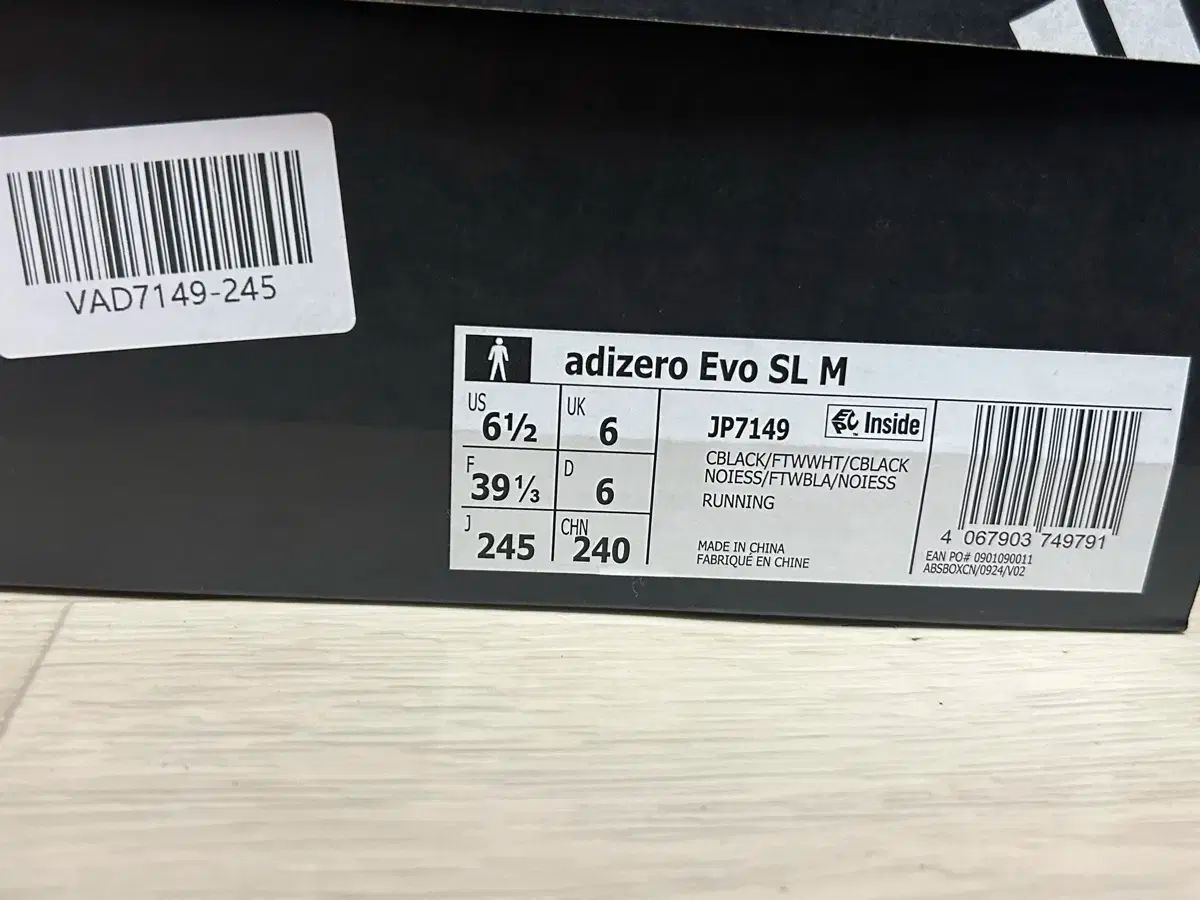 VAD7149-245
adizero Evo SL M
US 6½ UK 6
F 39⅓ D 6
J 245 CHN 240
JP7149 EPC Inside
CBLACK/FTWWHT/CBLACK
NOIESS/FTWBLA/NOIESS
RUNNING
MADE IN CHINA
FABRIQUÉ EN CHINE
4 067903 749791
EAN PO# 0901090011
ABSBOXCN/0924/V02